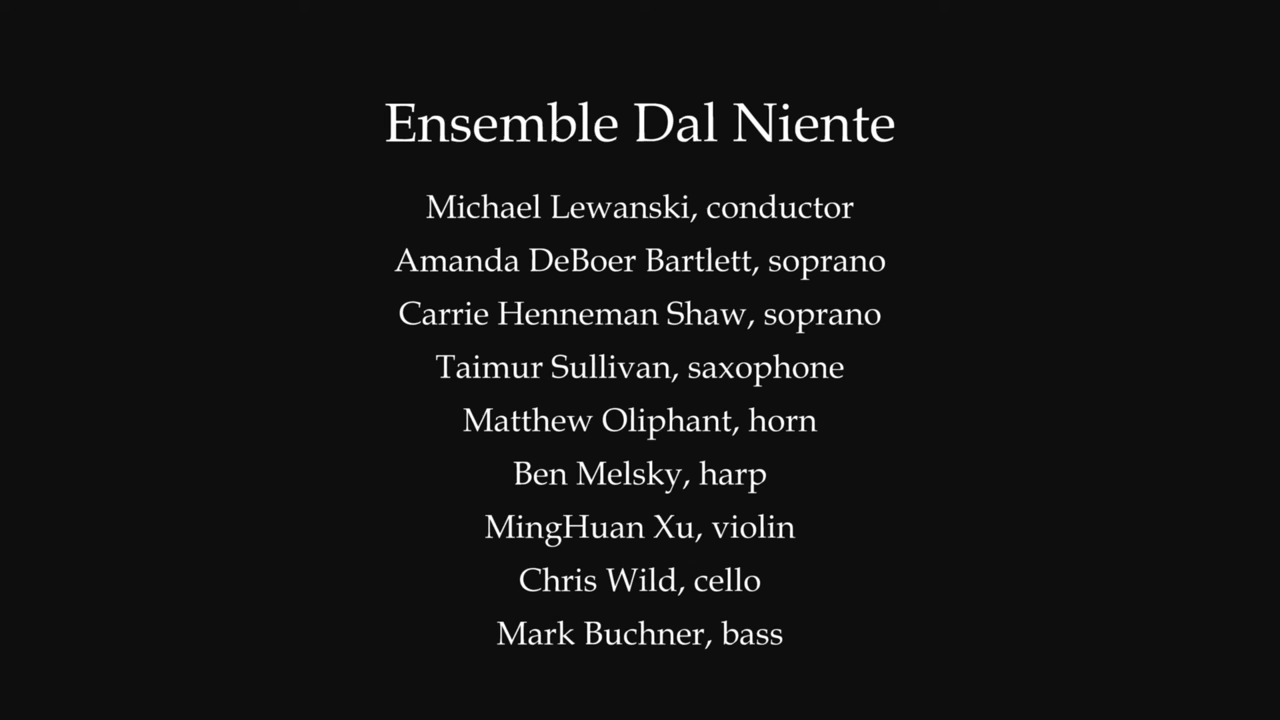 Ensemble Dal Niente
Michael Lewanski, conductor
Amanda DeBoer Bartlett, soprano
Carrie Henneman Shaw, soprano
Taimur Sullivan, saxophone
Matthew Oliphant, horn
Ben Melsky, harp
MingHuan Xu, violin
Chris Wild, cello
Mark Buchner, bass